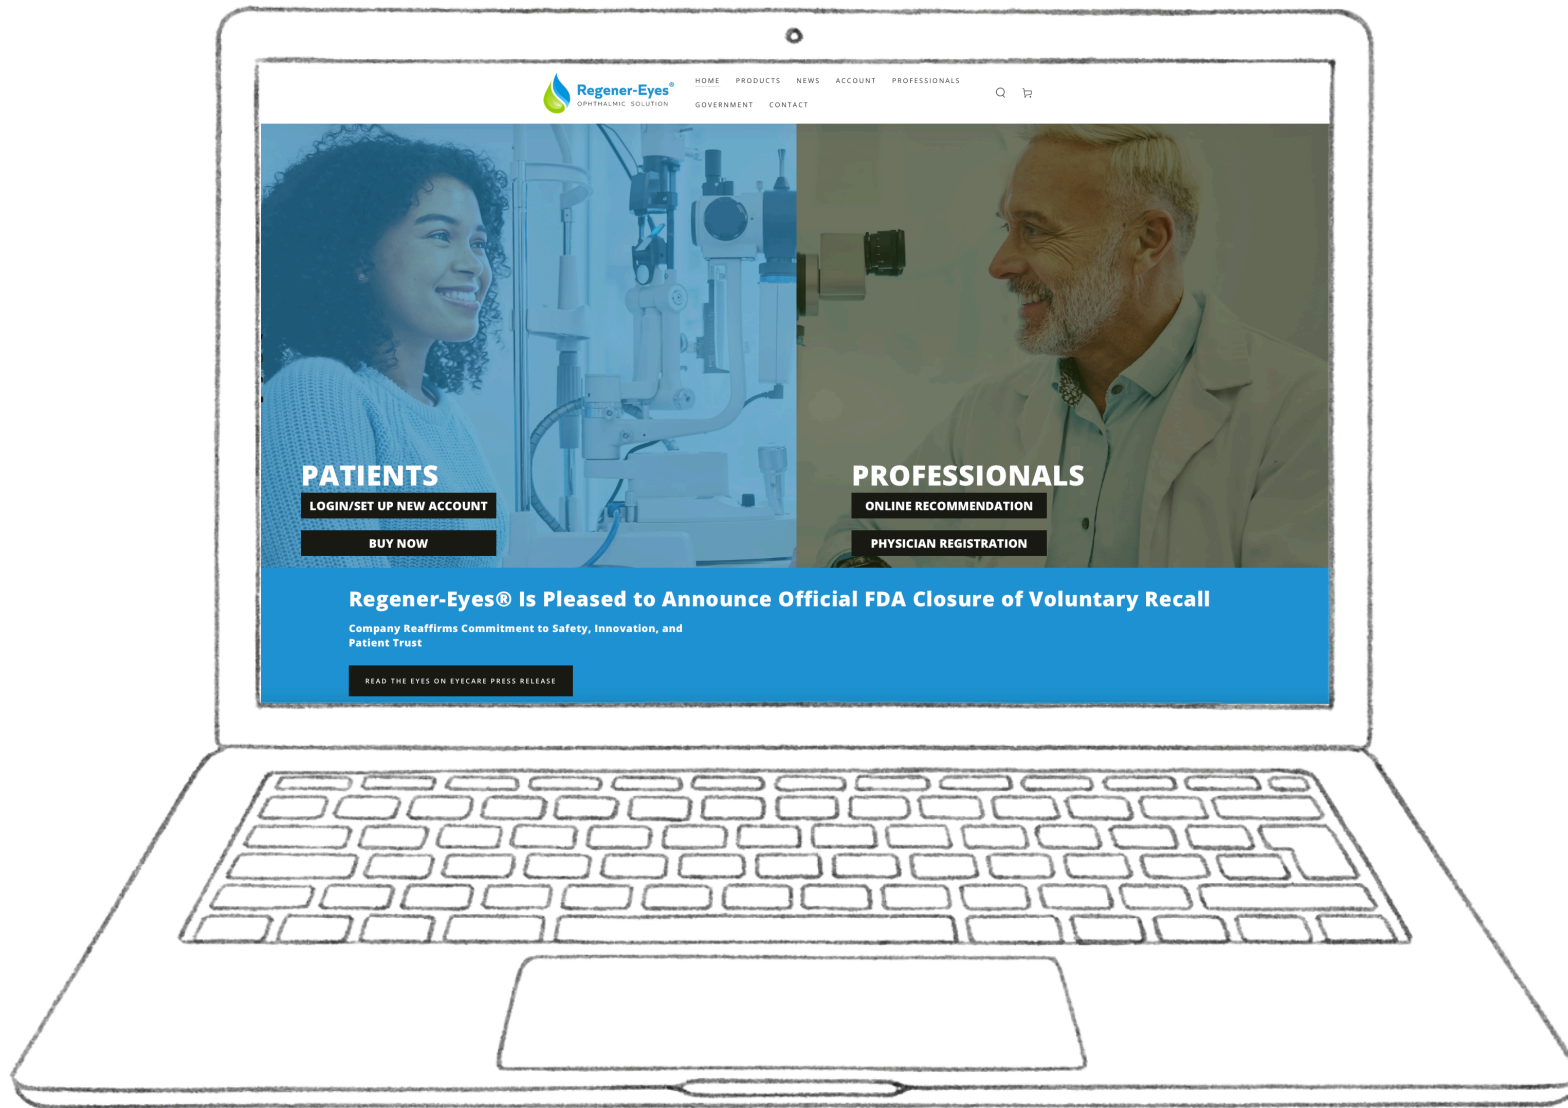 Regener-Eyes®
OPHTHALMIC SOLUTION
HOME PRODUCTS NEWS ACCOUNT PROFESSIONALS
GOVERNMENT CONTACT
PATIENTS
LOGIN/SET UP NEW ACCOUNT
BUY NOW
PROFESSIONALS
ONLINE RECOMMENDATION
PHYSICIAN REGISTRATION
Regener-Eyes® Is Pleased to Announce Official FDA Closure of Voluntary Recall
Company Reaffirms Commitment to Safety, Innovation, and
Patient Trust
READ THE EYES ON EYECARE PRESS RELEASE